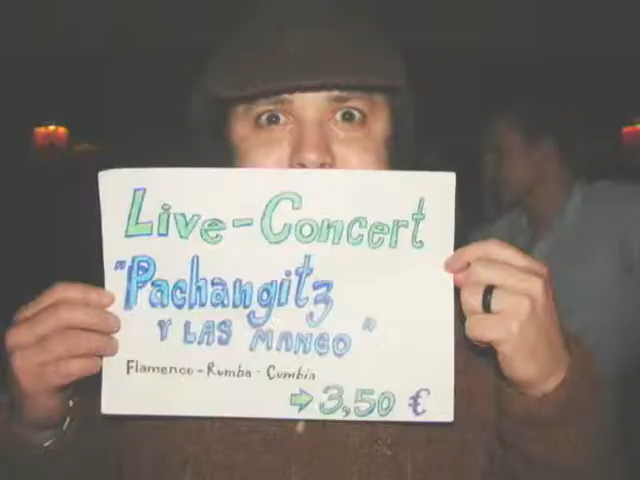 Live-Concert
"Pachangitz
Y LAS MANGO"
Flamenco-Rumba-Cumbia
→ 3,50 €